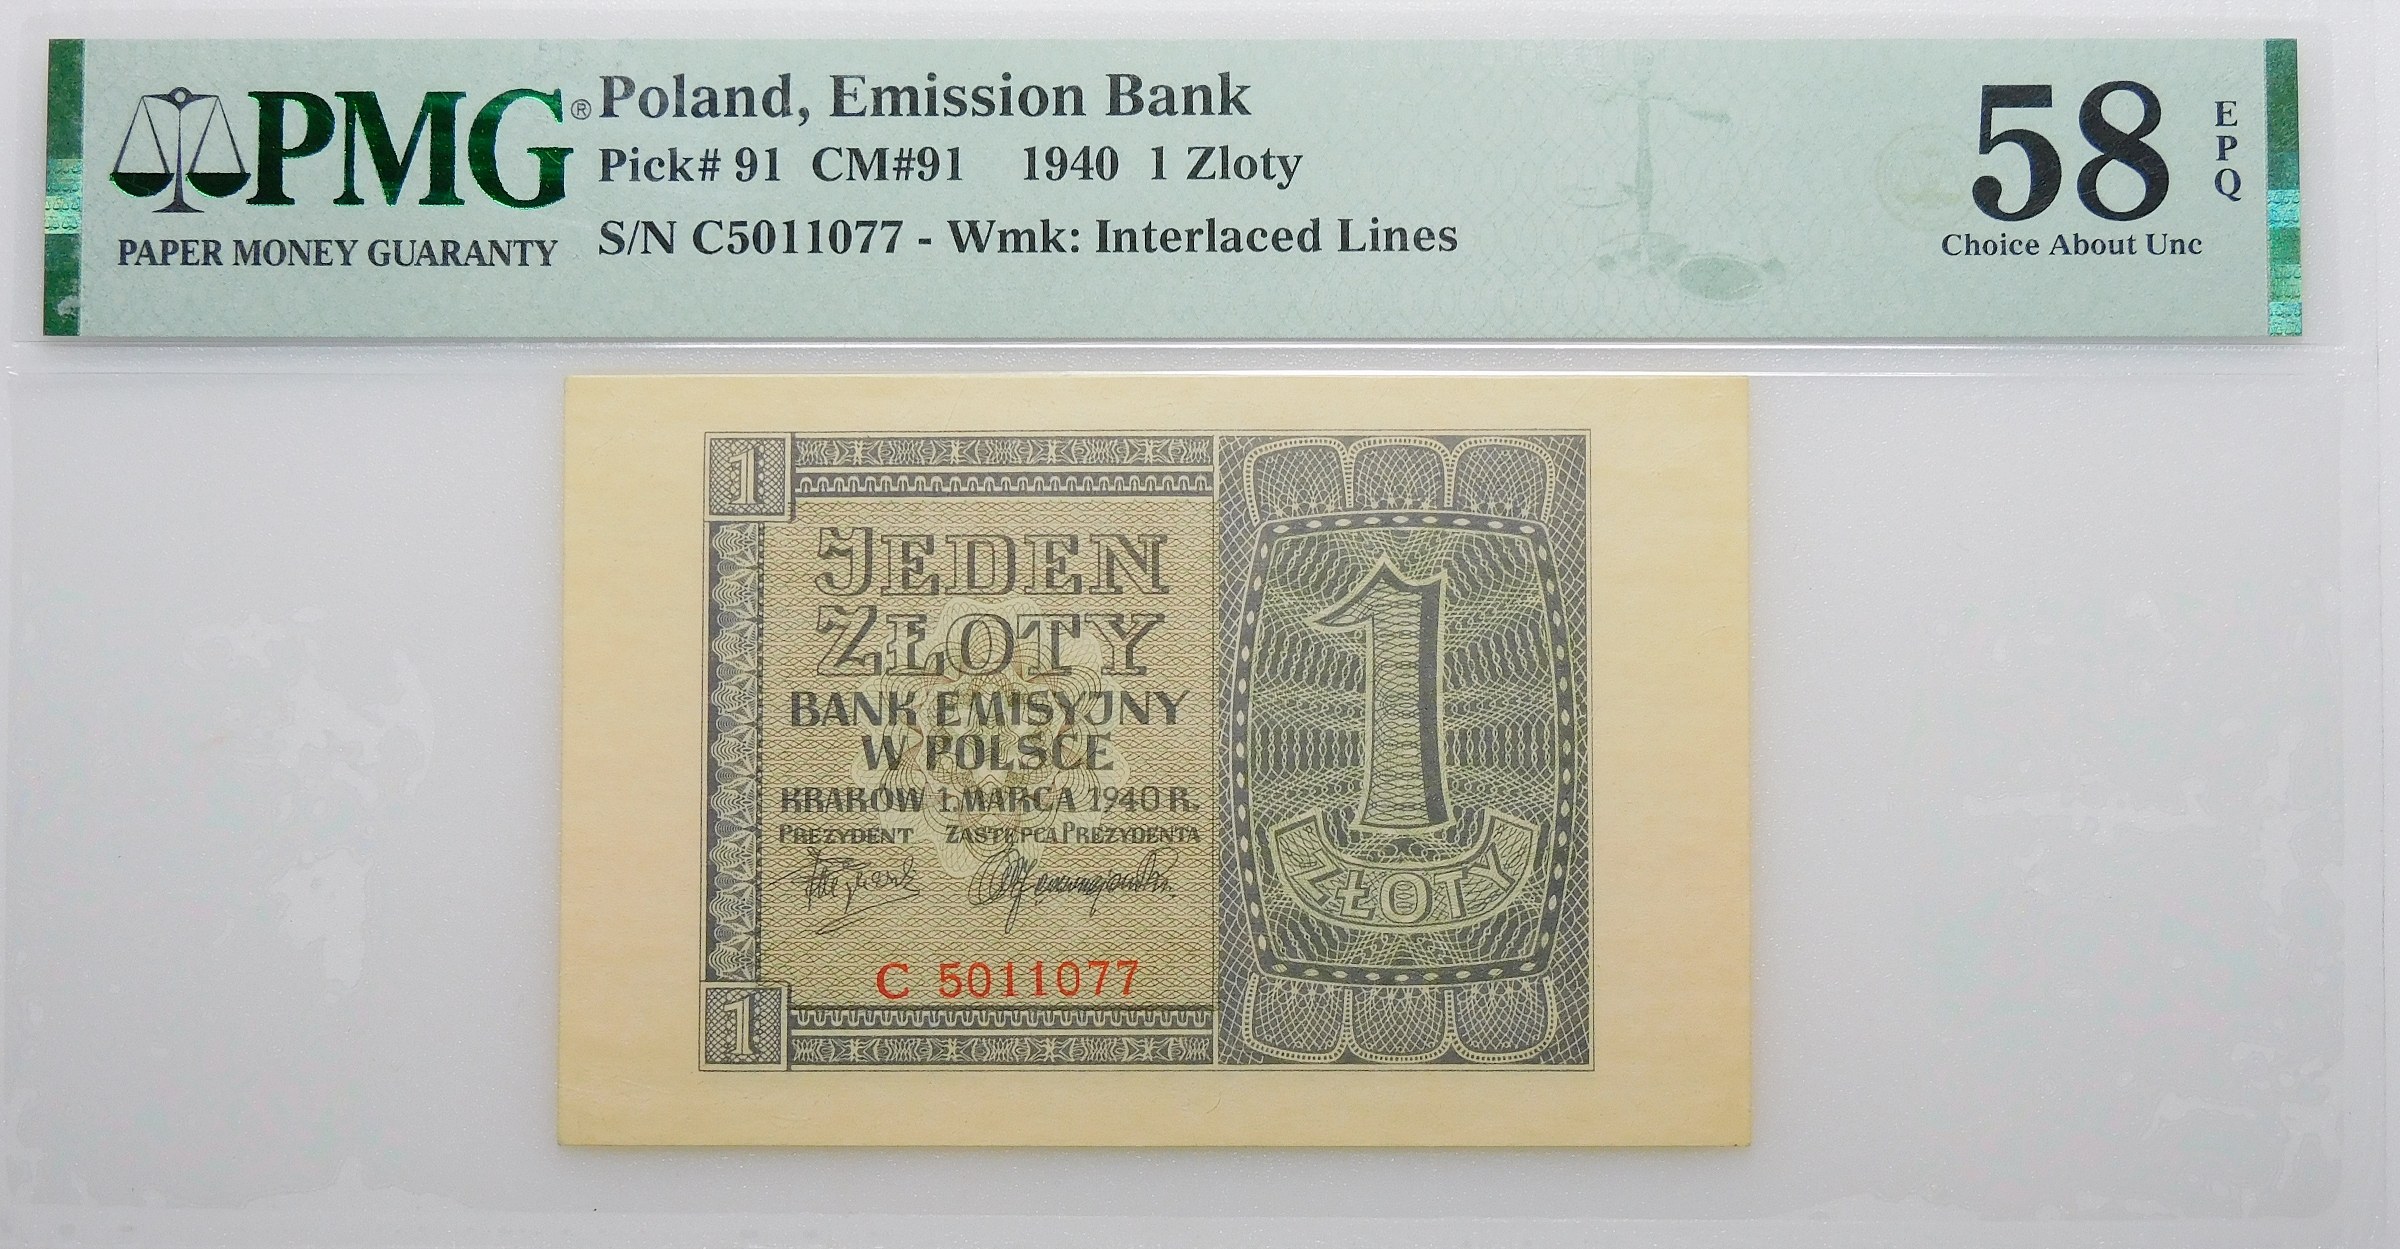 PMG®
PAPER MONEY GUARANTY
Poland, Emission Bank
Pick# 91 CM#91 1940 1 Zloty
S/N C5011077 - Wmk: Interlaced Lines
58
EPQ
Choice About Unc
1
JEDEN
ZŁOTY
BANK EMISYJNY
W POLSCE
KRAKÓW 1. MARCA 1940 R.
PREZYDENT ZASTĘPCA PREZYDENTA
C 5011077
1
1
ZŁOTY